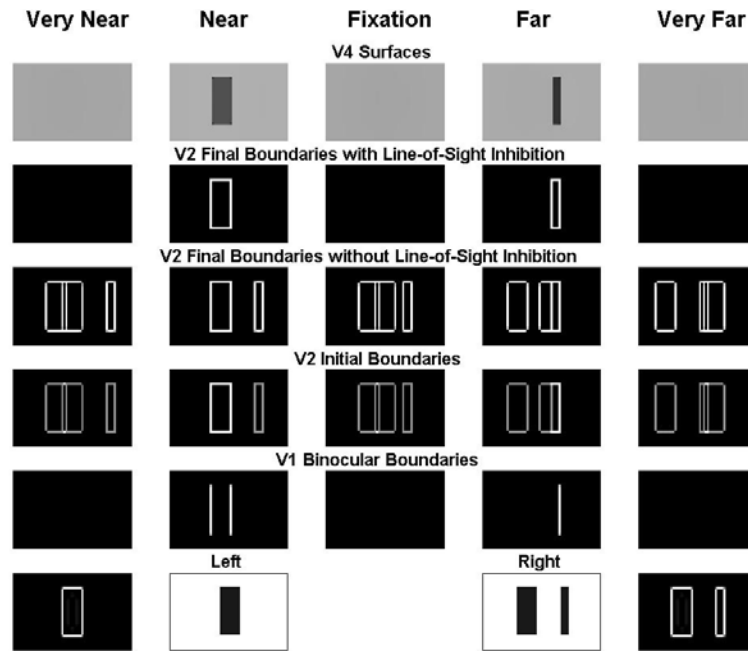 Very Near Near Fixation Far Very Far
V4 Surfaces
V2 Final Boundaries with Line-of-Sight Inhibition
V2 Final Boundaries without Line-of-Sight Inhibition
V2 Initial Boundaries
V1 Binocular Boundaries
Left Right